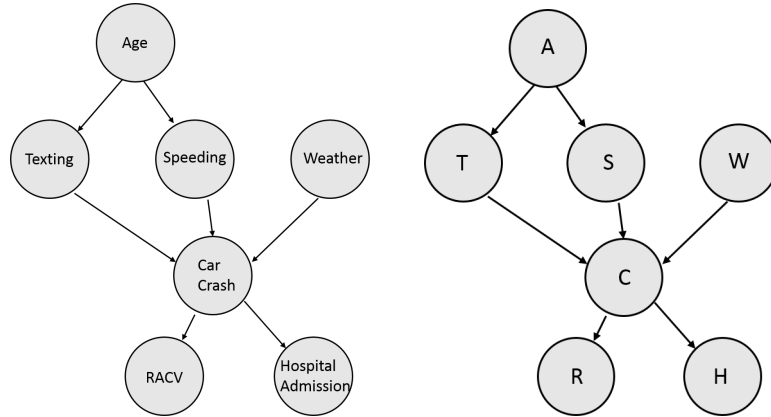 Age
Texting
Speeding
Weather
Car
Crash
RACV
Hospital
Admission
A
T
S
W
C
R
H